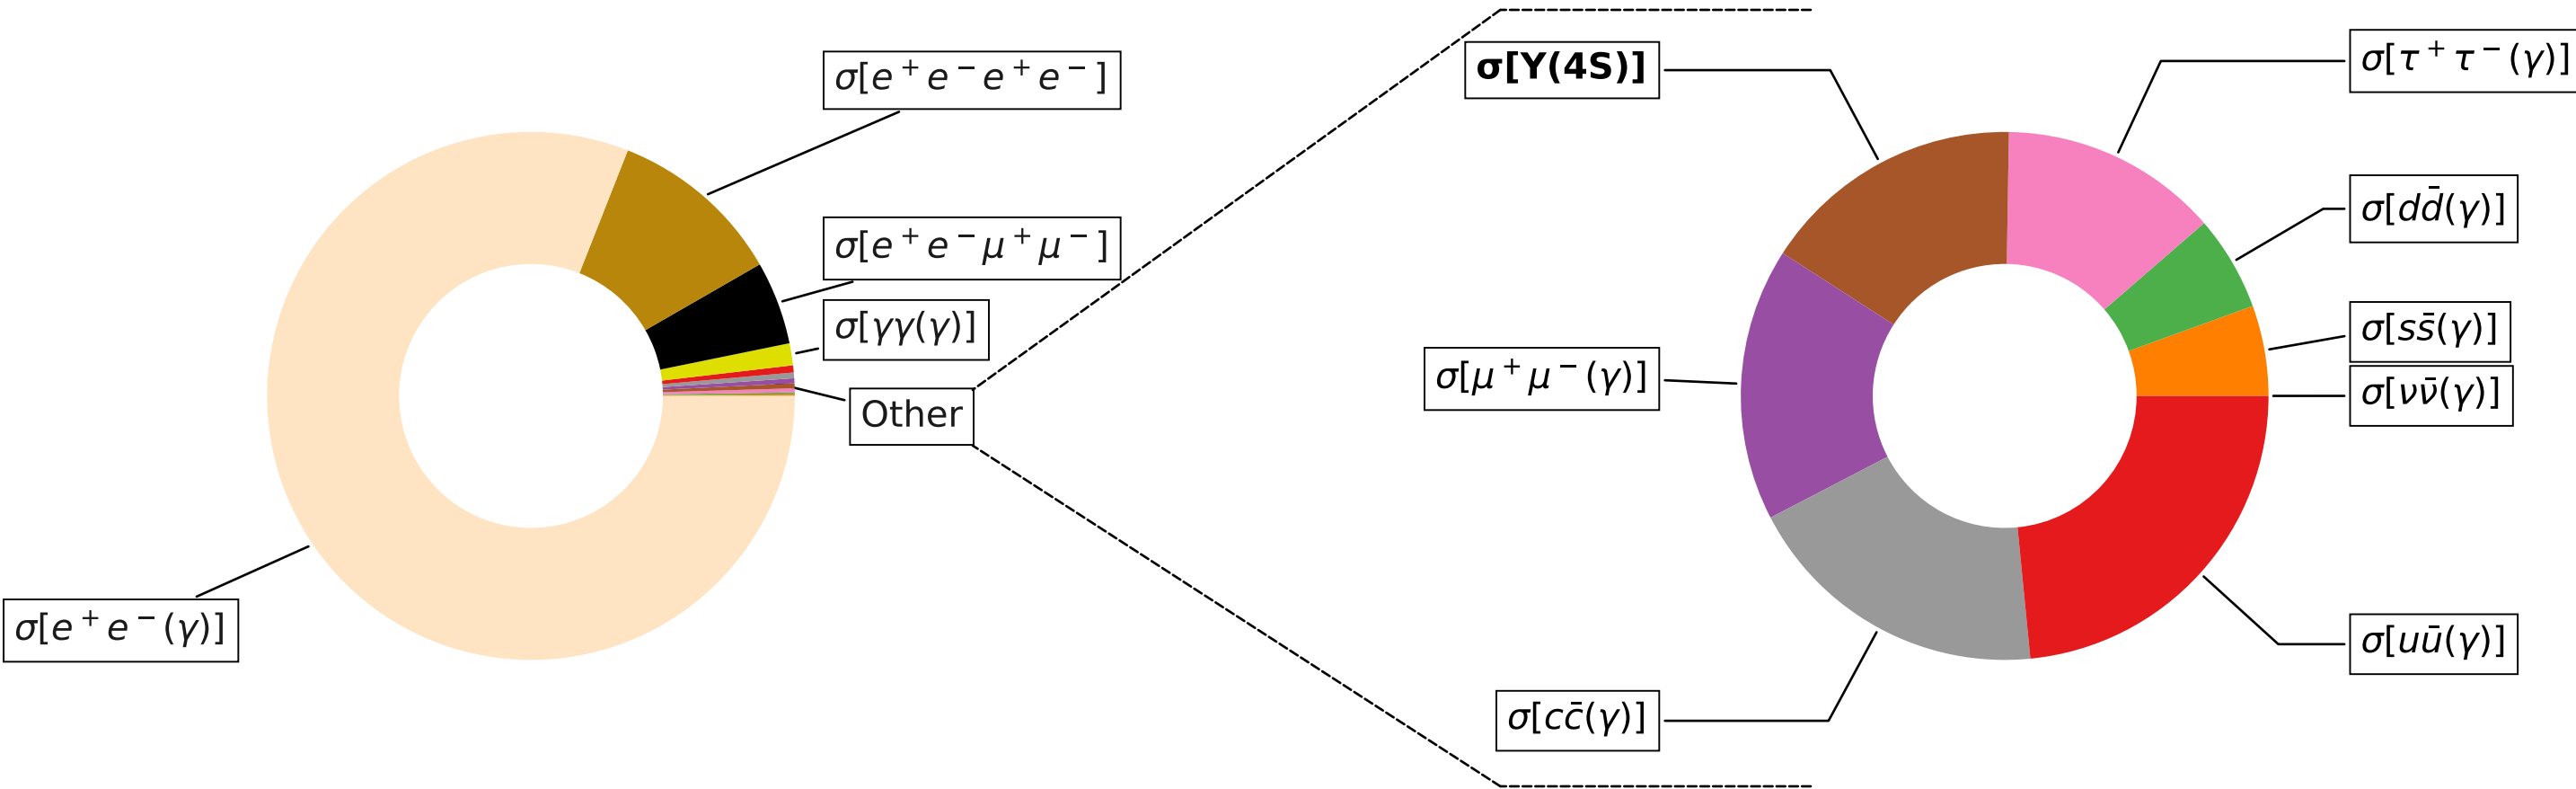 σ[e⁺e⁻e⁺e⁻]
σ[e⁺e⁻μ⁺μ⁻]
σ[γγ(γ)]
Other
σ[e⁺e⁻(γ)]
σ[Υ(4S)]
σ[μ⁺μ⁻(γ)]
σ[cc̄(γ)]
σ[τ⁺τ⁻(γ)]
σ[dd̄(γ)]
σ[ss̄(γ)]
σ[νν̄(γ)]
σ[uū(γ)]